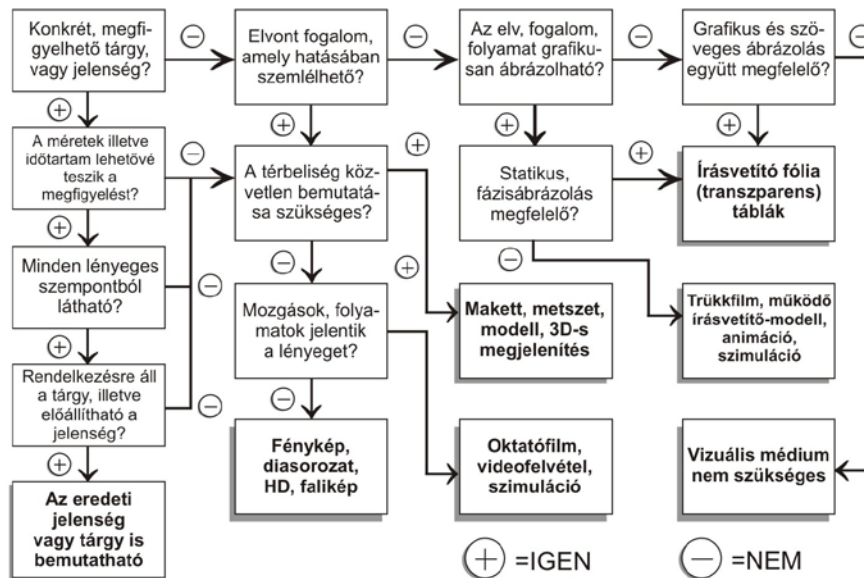 Konkrét, megfi-
gyelhető tárgy,
vagy jelenség?
Elvont fogalom,
amely hatásában
szemlélhető?
Az elv, fogalom,
folyamat grafiku-
san ábrázolható?
Grafikus és szö-
veges ábrázolás
együtt megfelelő?
A méretek illetve
időtartam lehetővé
teszik a
megfigyelést?
A térbeliség köz-
vetlen bemutatá-
sa szükséges?
Statikus,
fázisábrázolás
megfelelő?
Írásvetítő fólia
(transzparens)
táblák
Minden lényeges
szempontból
látható?
Mozgások, folya-
matok jelentik
a lényeget?
Makett, metszet,
modell, 3D-s
megjelenítés
Trükkfilm, működő
írásvetítő-modell,
animáció,
szimuláció
Rendelkezésre áll
a tárgy, illetve
előállítható a
jelenség?
Fénykép,
diasorozat,
HD, falikép
Oktatófilm,
videofelvétel,
szimuláció
Vizuális médium
nem szükséges
Az eredeti
jelenség
vagy tárgy is
bemutatható
+ =IGEN
− =NEM